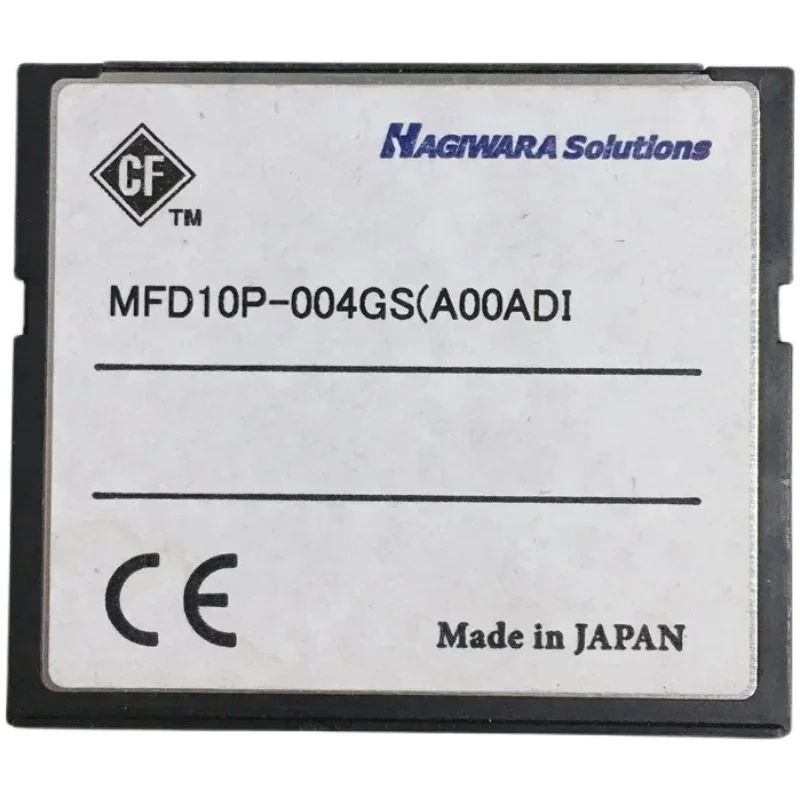 CF
TM
HAGIWARA Solutions
MFD10P-004GS(A00ADI
CE
Made in JAPAN